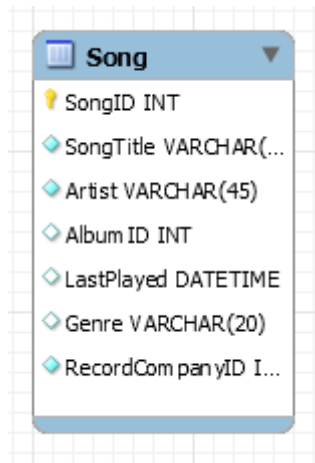 Song
SongID INT
SongTitle VARCHAR(...
Artist VARCHAR(45)
Album ID INT
LastPlayed DATETIME
Genre VARCHAR(20)
RecordCompanyID I...